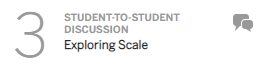 3
STUDENT-TO-STUDENT
DISCUSSION
Exploring Scale